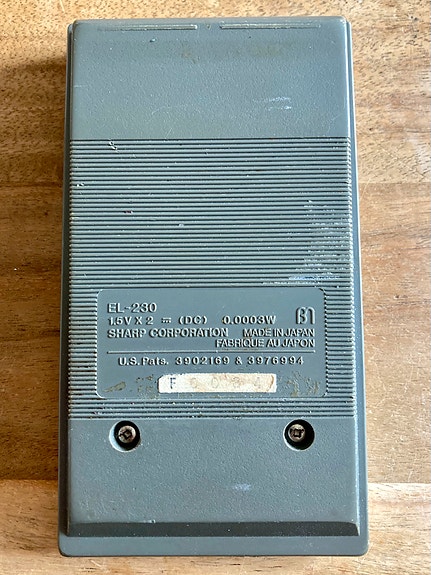 EL-230
1.5V X 2 ⎓ (DC) 0.0003W
SHARP CORPORATION MADE IN JAPAN
FABRIQUE AU JAPON
U.S. Pats. 3902169 & 3976994